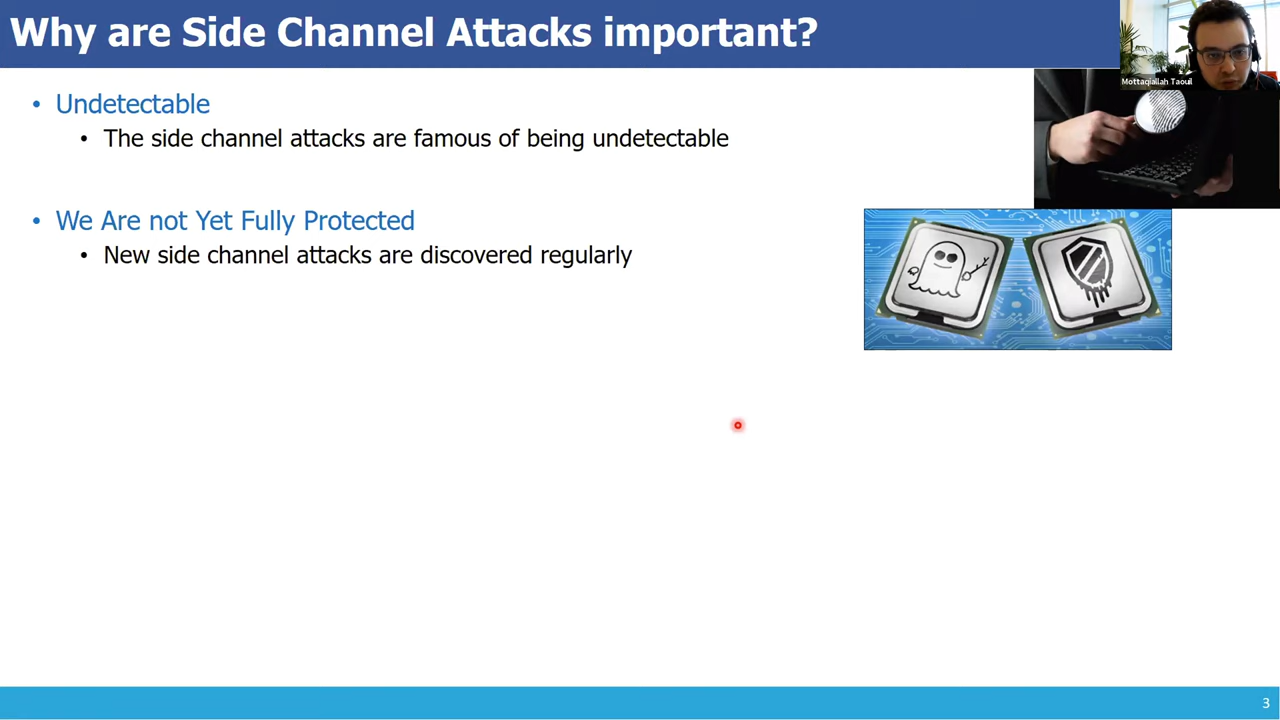 Why are Side Channel Attacks important?
Mottaqiallah Taouil
• Undetectable
• The side channel attacks are famous of being undetectable
• We Are not Yet Fully Protected
• New side channel attacks are discovered regularly
3